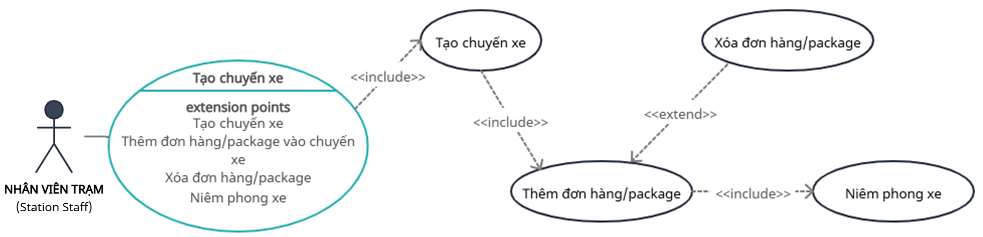 NHÂN VIÊN TRẠM
(Station Staff)
Tạo chuyến xe
extension points
Tạo chuyến xe
Thêm đơn hàng/package vào chuyến
xe
Xóa đơn hàng/package
Niêm phong xe
<<include>>
Tạo chuyến xe
<<include>>
Xóa đơn hàng/package
<<extend>>
Thêm đơn hàng/package
<<include>>
Niêm phong xe